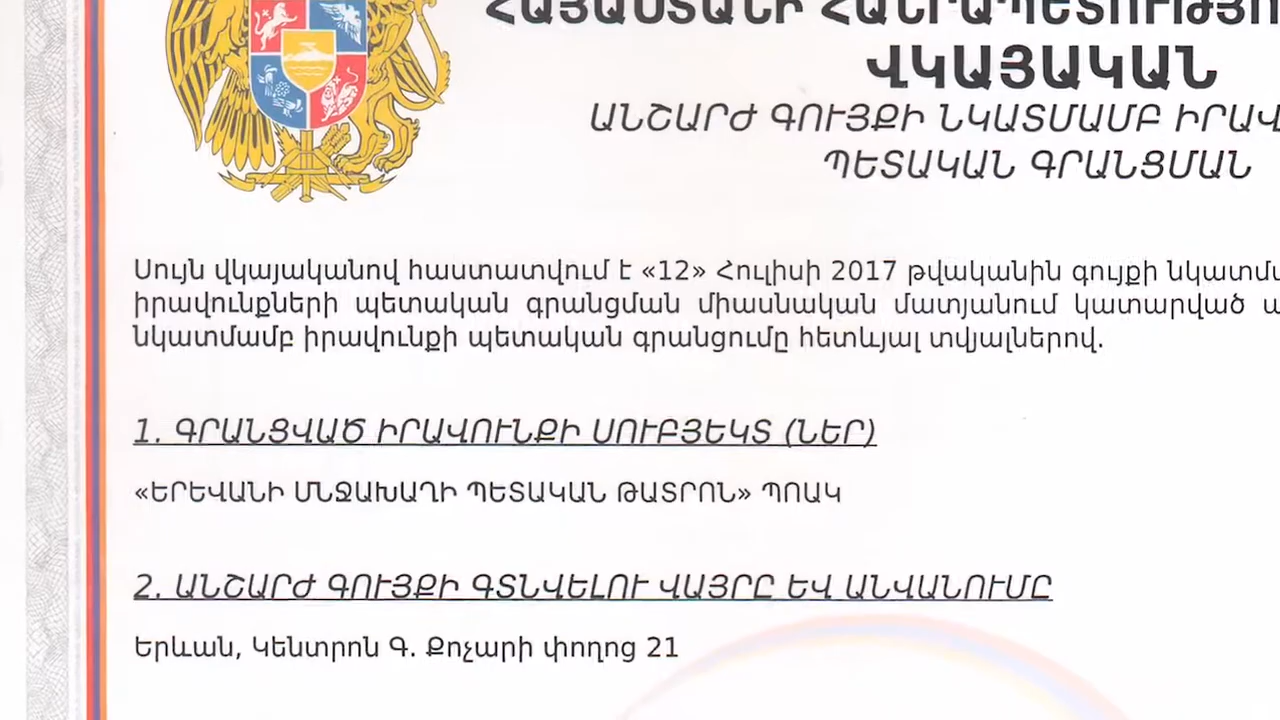 ՀԱՅԱՍՏԱՆԻ
ՎԿԱՅԱԿԱՆ
ԱՆՇԱՐԺ ԳՈՒՅՔԻ ՆԿԱՏՄԱՄԲ
ՊԵՏԱԿԱՆ ԳՐԱՆՑՄԱՆ
Սույն վկայականով հաստատվում է «12» Հուլիսի 2017 թվականին գույքի
իրավունքների պետական գրանցման միասնական մատյանում կատարված
նկատմամբ իրավունքի պետական գրանցումը հետևյալ տվյալներով.
1. ԳՐԱՆՑՎԱԾ ԻՐԱՎՈՒՆՔԻ ՍՈՒԲՅԵԿՏ (ՆԵՐ)
«ԵՐԵՎԱՆԻ ՄՆՋԱԽԱՂԻ ՊԵՏԱԿԱՆ ԹԱՏՐՈՆ» ՊՈԱԿ
2. ԱՆՇԱՐԺ ԳՈՒՅՔԻ ԳՏՆՎԵԼՈՒ ՎԱՅՐԸ ԵՎ ԱՆՎԱՆՈՒՄԸ
Երևան, Կենտրոն Գ. Քոչարի փողոց 21